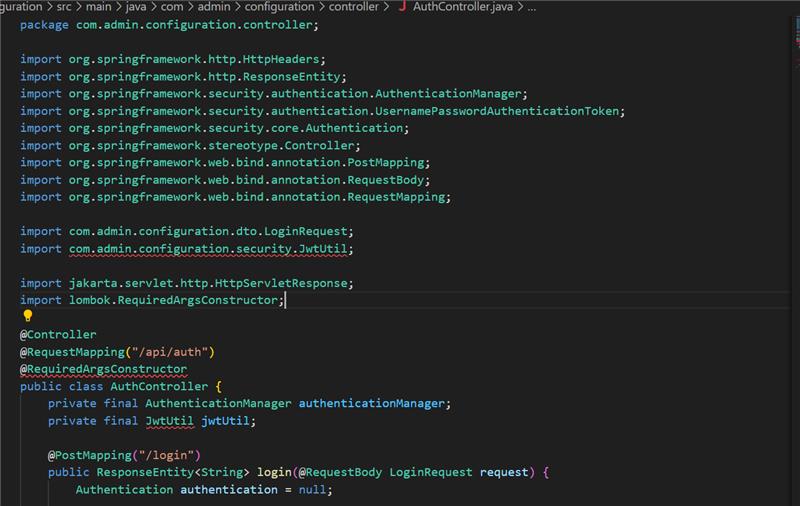 guration > src > main > java > com > admin > configuration > controller > J AuthController.java > ...
package com.admin.configuration.controller;
import org.springframework.http.HttpHeaders;
import org.springframework.http.ResponseEntity;
import org.springframework.security.authentication.AuthenticationManager;
import org.springframework.security.authentication.UsernamePasswordAuthenticationToken;
import org.springframework.security.core.Authentication;
import org.springframework.stereotype.Controller;
import org.springframework.web.bind.annotation.PostMapping;
import org.springframework.web.bind.annotation.RequestBody;
import org.springframework.web.bind.annotation.RequestMapping;
import com.admin.configuration.dto.LoginRequest;
import com.admin.configuration.security.JwtUtil;
import jakarta.servlet.http.HttpServletResponse;
import lombok.RequiredArgsConstructor;
@Controller
@RequestMapping("/api/auth")
@RequiredArgsConstructor
public class AuthController {
private final AuthenticationManager authenticationManager;
private final JwtUtil jwtUtil;
@PostMapping("/login")
public ResponseEntity<String> login(@RequestBody LoginRequest request) {
Authentication authentication = null;